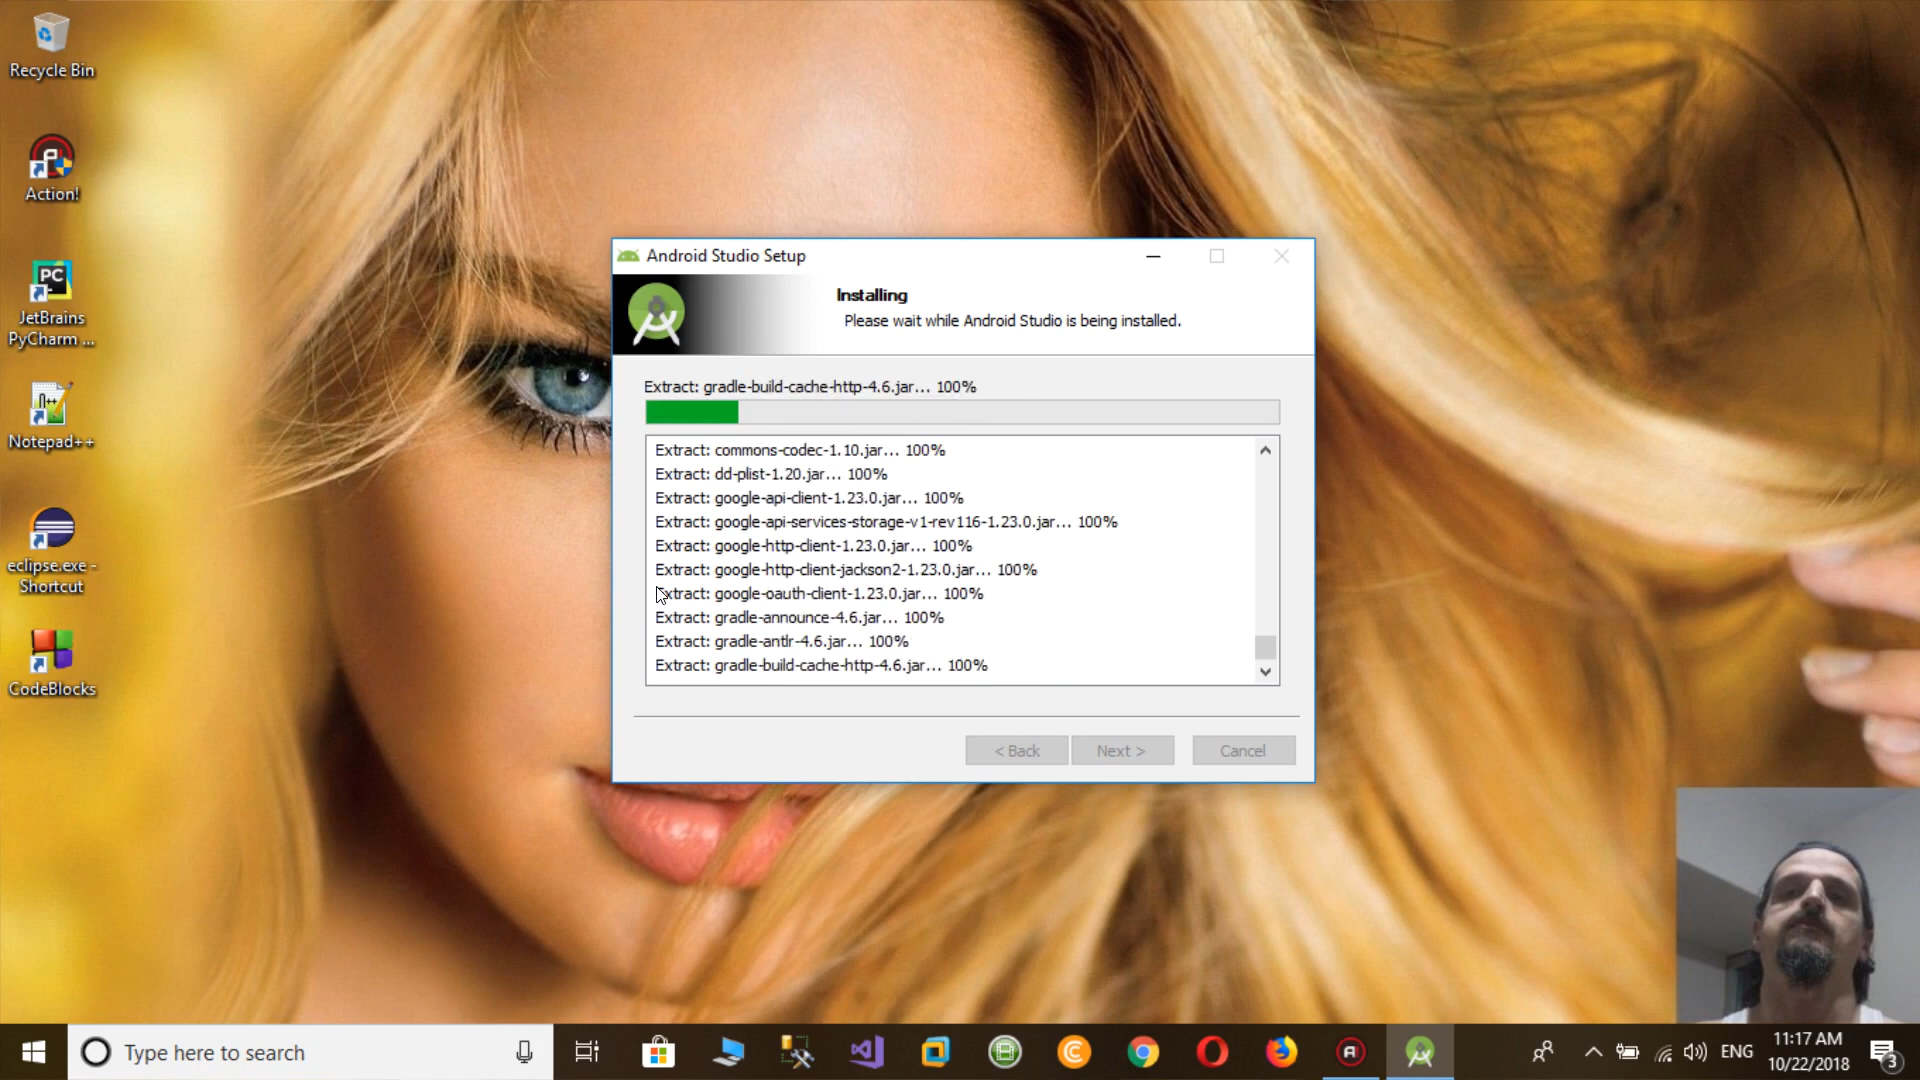 Recycle Bin
Action!
PC
JetBrains
PyCharm ...
Notepad++
eclipse.exe -
Shortcut
CodeBlocks
Android Studio Setup
Installing
Please wait while Android Studio is being installed.
Extract: gradle-build-cache-http-4.6.jar... 100%
Extract: commons-codec-1.10.jar... 100%
Extract: dd-plist-1.20.jar... 100%
Extract: google-api-client-1.23.0.jar... 100%
Extract: google-api-services-storage-v1-rev116-1.23.0.jar... 100%
Extract: google-http-client-1.23.0.jar... 100%
Extract: google-http-client-jackson2-1.23.0.jar... 100%
Extract: google-oauth-client-1.23.0.jar... 100%
Extract: gradle-announce-4.6.jar... 100%
Extract: gradle-antlr-4.6.jar... 100%
Extract: gradle-build-cache-http-4.6.jar... 100%
< Back
Next >
Cancel
Type here to search
ENG
11:17 AM
10/22/2018
3